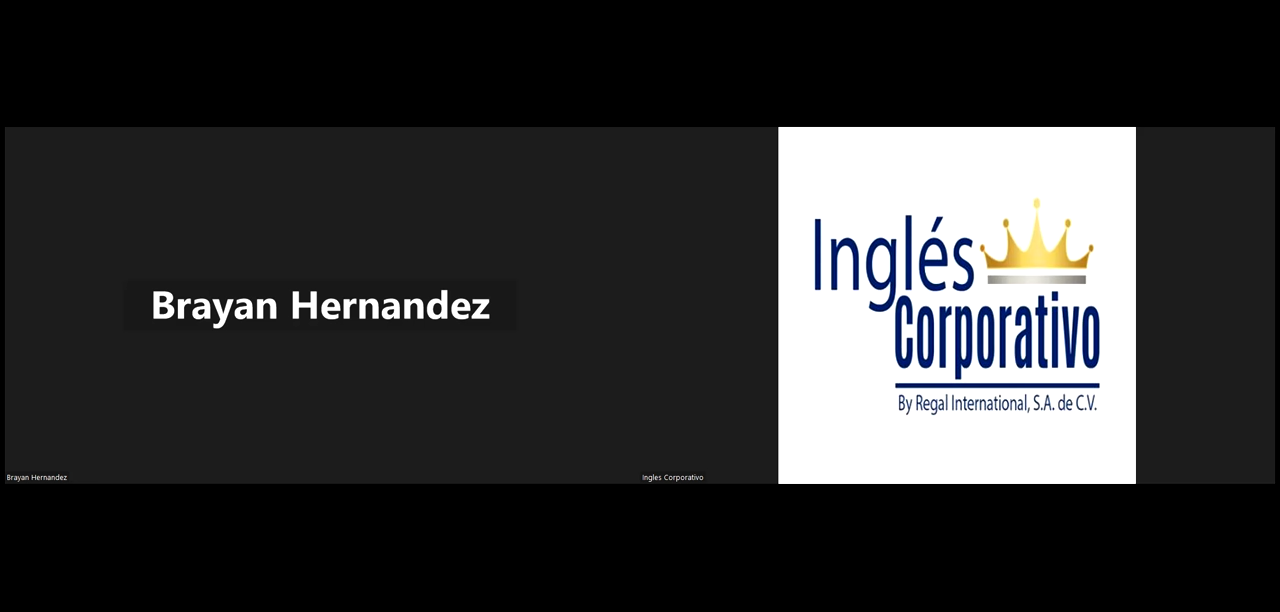 Brayan Hernandez
Brayan Hernandez
Inglés
Corporativo
By Regal International, S.A. de C.V.
Ingles Corporativo